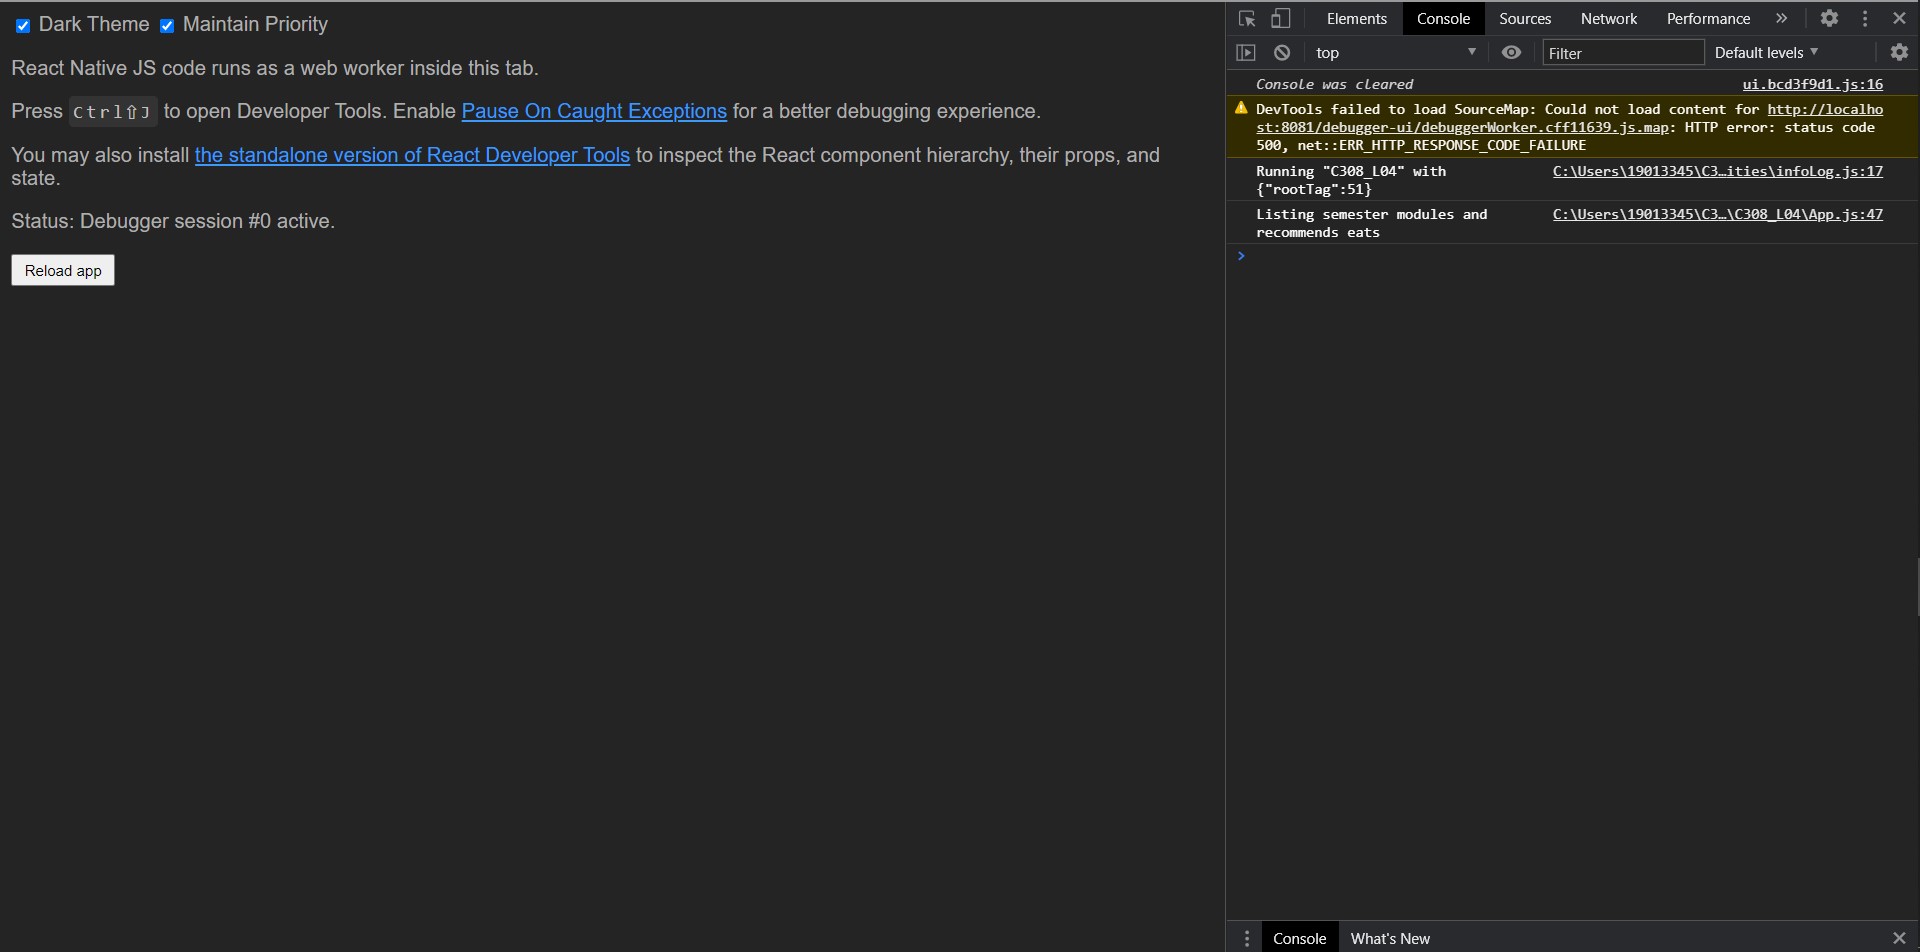 Dark Theme Maintain Priority
React Native JS code runs as a web worker inside this tab.
Press Ctrl⇧J to open Developer Tools. Enable Pause On Caught Exceptions for a better debugging experience.
You may also install the standalone version of React Developer Tools to inspect the React component hierarchy, their props, and
state.
Status: Debugger session #0 active.
Reload app
Elements Console Sources Network Performance »
top Filter Default levels
Console was cleared ui.bcd3f9d1.js:16
DevTools failed to load SourceMap: Could not load content for http://localho
st:8081/debugger-ui/debuggerWorker.cff11639.js.map: HTTP error: status code
500, net::ERR_HTTP_RESPONSE_CODE_FAILURE
Running "C308_L04" with C:\Users\19013345\C3…ities\infoLog.js:17
{"rootTag":51}
Listing semester modules and C:\Users\19013345\C3…\C308_L04\App.js:47
recommends eats
Console What's New